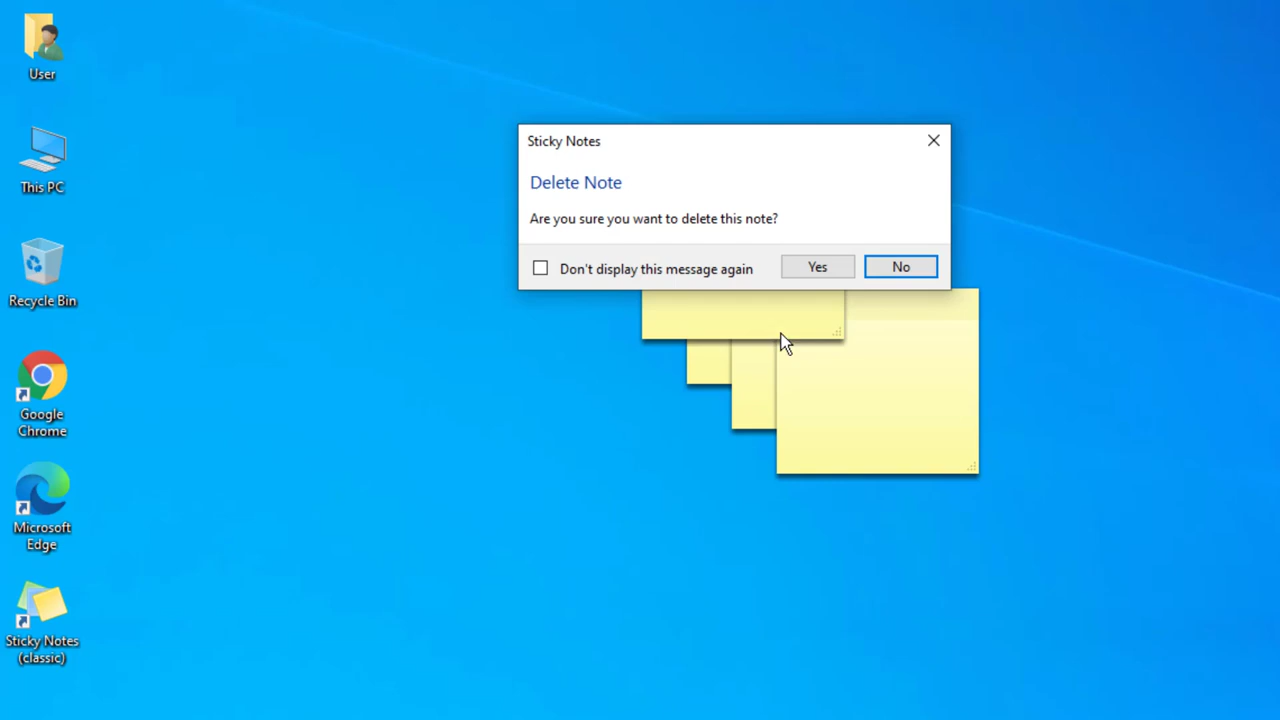 User
This PC
Recycle Bin
Google
Chrome
Microsoft
Edge
Sticky Notes
(classic)
Sticky Notes
Delete Note
Are you sure you want to delete this note?
Don't display this message again
Yes
No